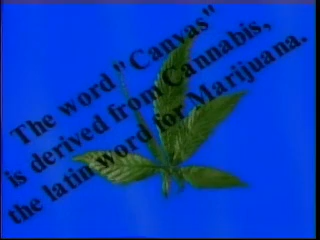 The word "Canvas"
is derived from Cannabis,
the latin word for Marijuana.